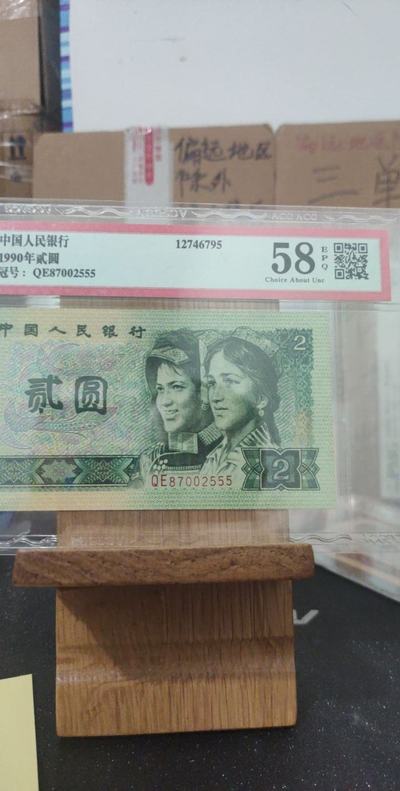 偏远地区
除外
三单
中国人民银行
1990年贰圆
冠号: QE87002555
12746795
58
EPQ
Choice About Unc
中国人民银行
贰圆
2
QE87002555
2